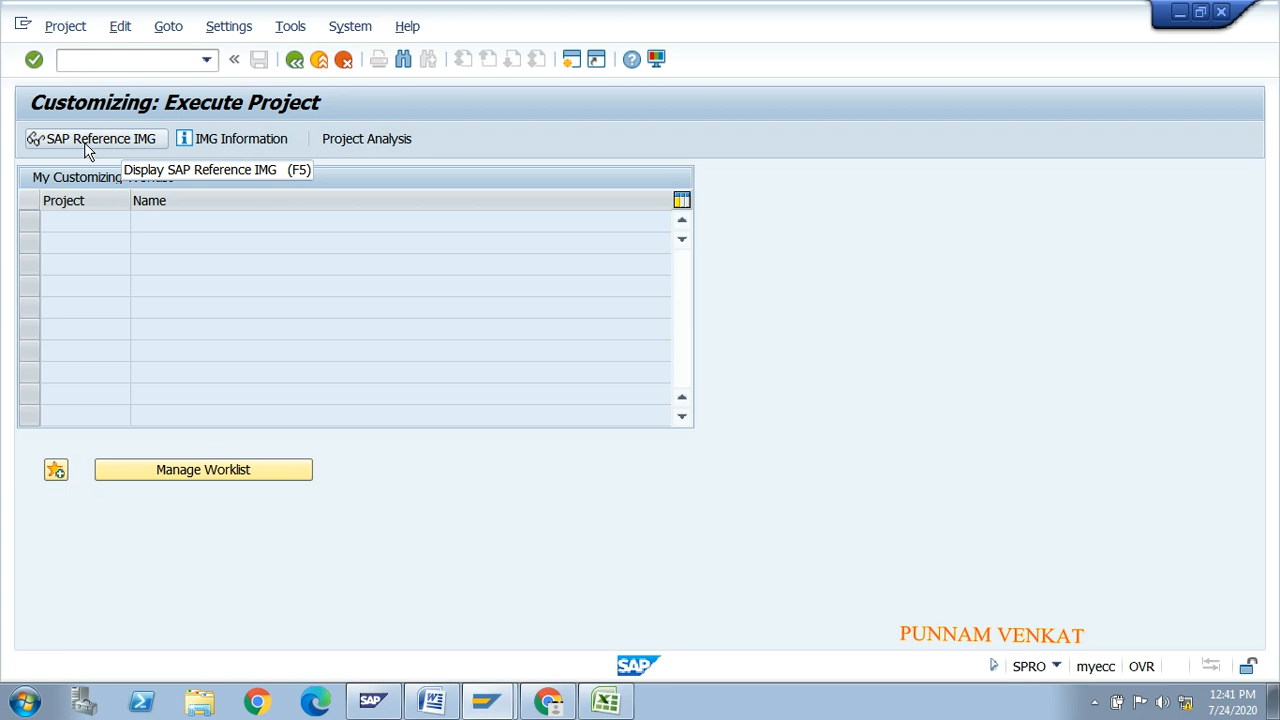 Project Edit Goto Settings Tools System Help
Customizing: Execute Project
SAP Reference IMG IMG Information Project Analysis
Display SAP Reference IMG (F5)
My Customizing
Project Name
Manage Worklist
PUNNAM VENKAT
SAP SPRO myecc OVR
SAP
12:41 PM
7/24/2020